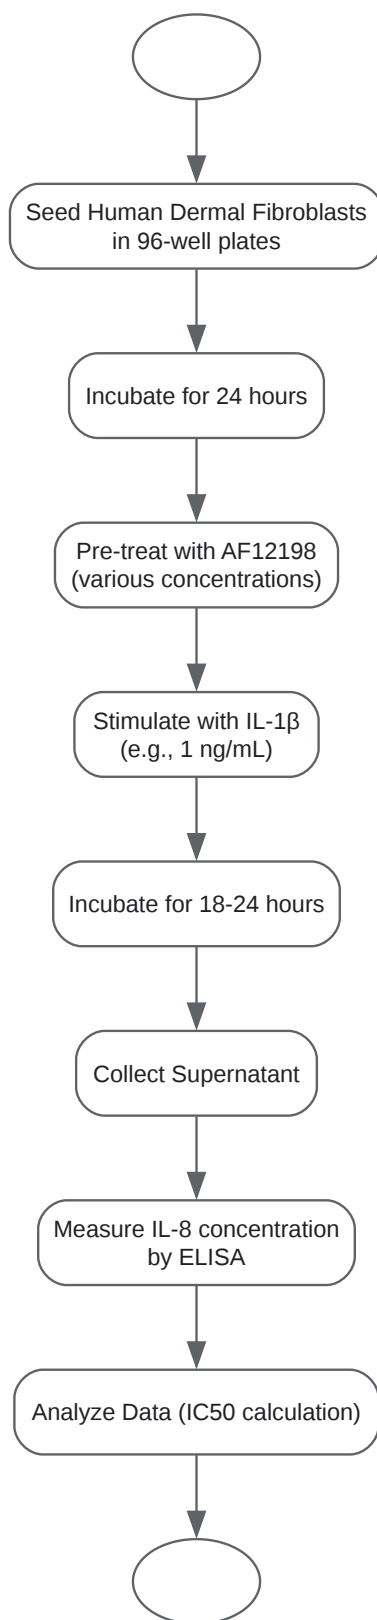 Seed Human Dermal Fibroblasts
in 96-well plates
Incubate for 24 hours
Pre-treat with AF12198
(various concentrations)
Stimulate with IL-1β
(e.g., 1 ng/mL)
Incubate for 18-24 hours
Collect Supernatant
Measure IL-8 concentration
by ELISA
Analyze Data (IC50 calculation)